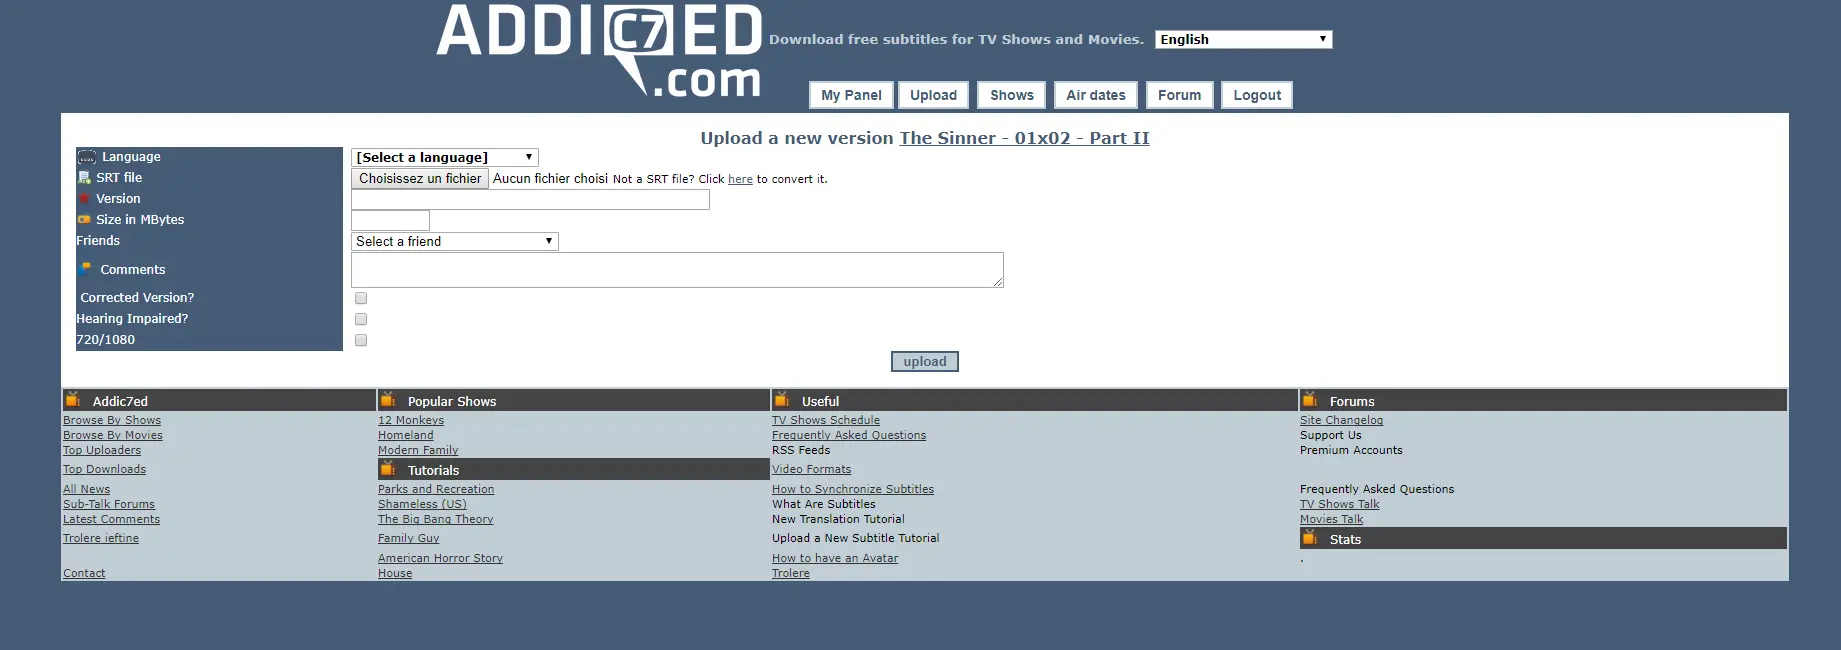 ADDIC7ED
.com
Download free subtitles for TV Shows and Movies.
English
My Panel
Upload
Shows
Air dates
Forum
Logout
Upload a new version The Sinner - 01x02 - Part II
Language
[Select a language]
SRT file
Choisissez un fichier Aucun fichier choisi Not a SRT file? Click here to convert it.
Version
Size in MBytes
Friends
Select a friend
Comments
Corrected Version?
Hearing Impaired?
720/1080
upload
Addic7ed
Browse By Shows
Browse By Movies
Top Uploaders
Top Downloads
All News
Sub-Talk Forums
Latest Comments
Trolere ieftine
Contact
Popular Shows
12 Monkeys
Homeland
Modern Family
Tutorials
Parks and Recreation
Shameless (US)
The Big Bang Theory
Family Guy
American Horror Story
House
Useful
TV Shows Schedule
Frequently Asked Questions
RSS Feeds
Video Formats
How to Synchronize Subtitles
What Are Subtitles
New Translation Tutorial
Upload a New Subtitle Tutorial
How to have an Avatar
Trolere
Forums
Site Changelog
Support Us
Premium Accounts
Frequently Asked Questions
TV Shows Talk
Movies Talk
Stats
.